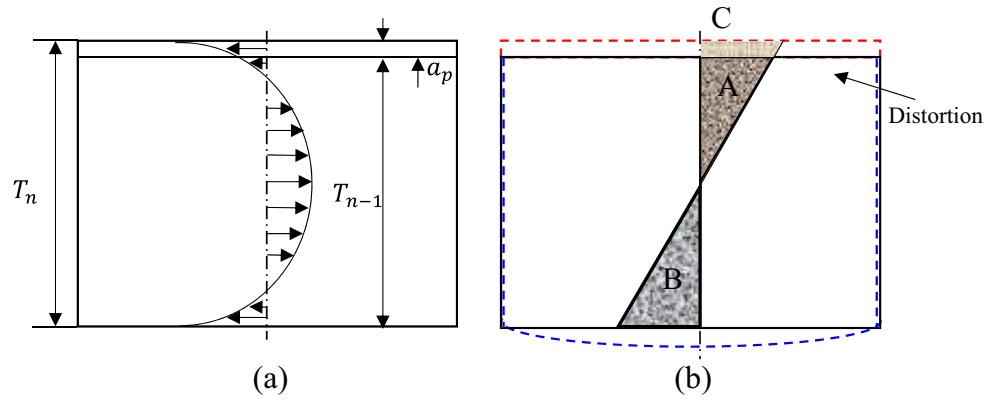 C
a_p
A
Distortion
T_n
T_{n−1}
B
(a)
(b)